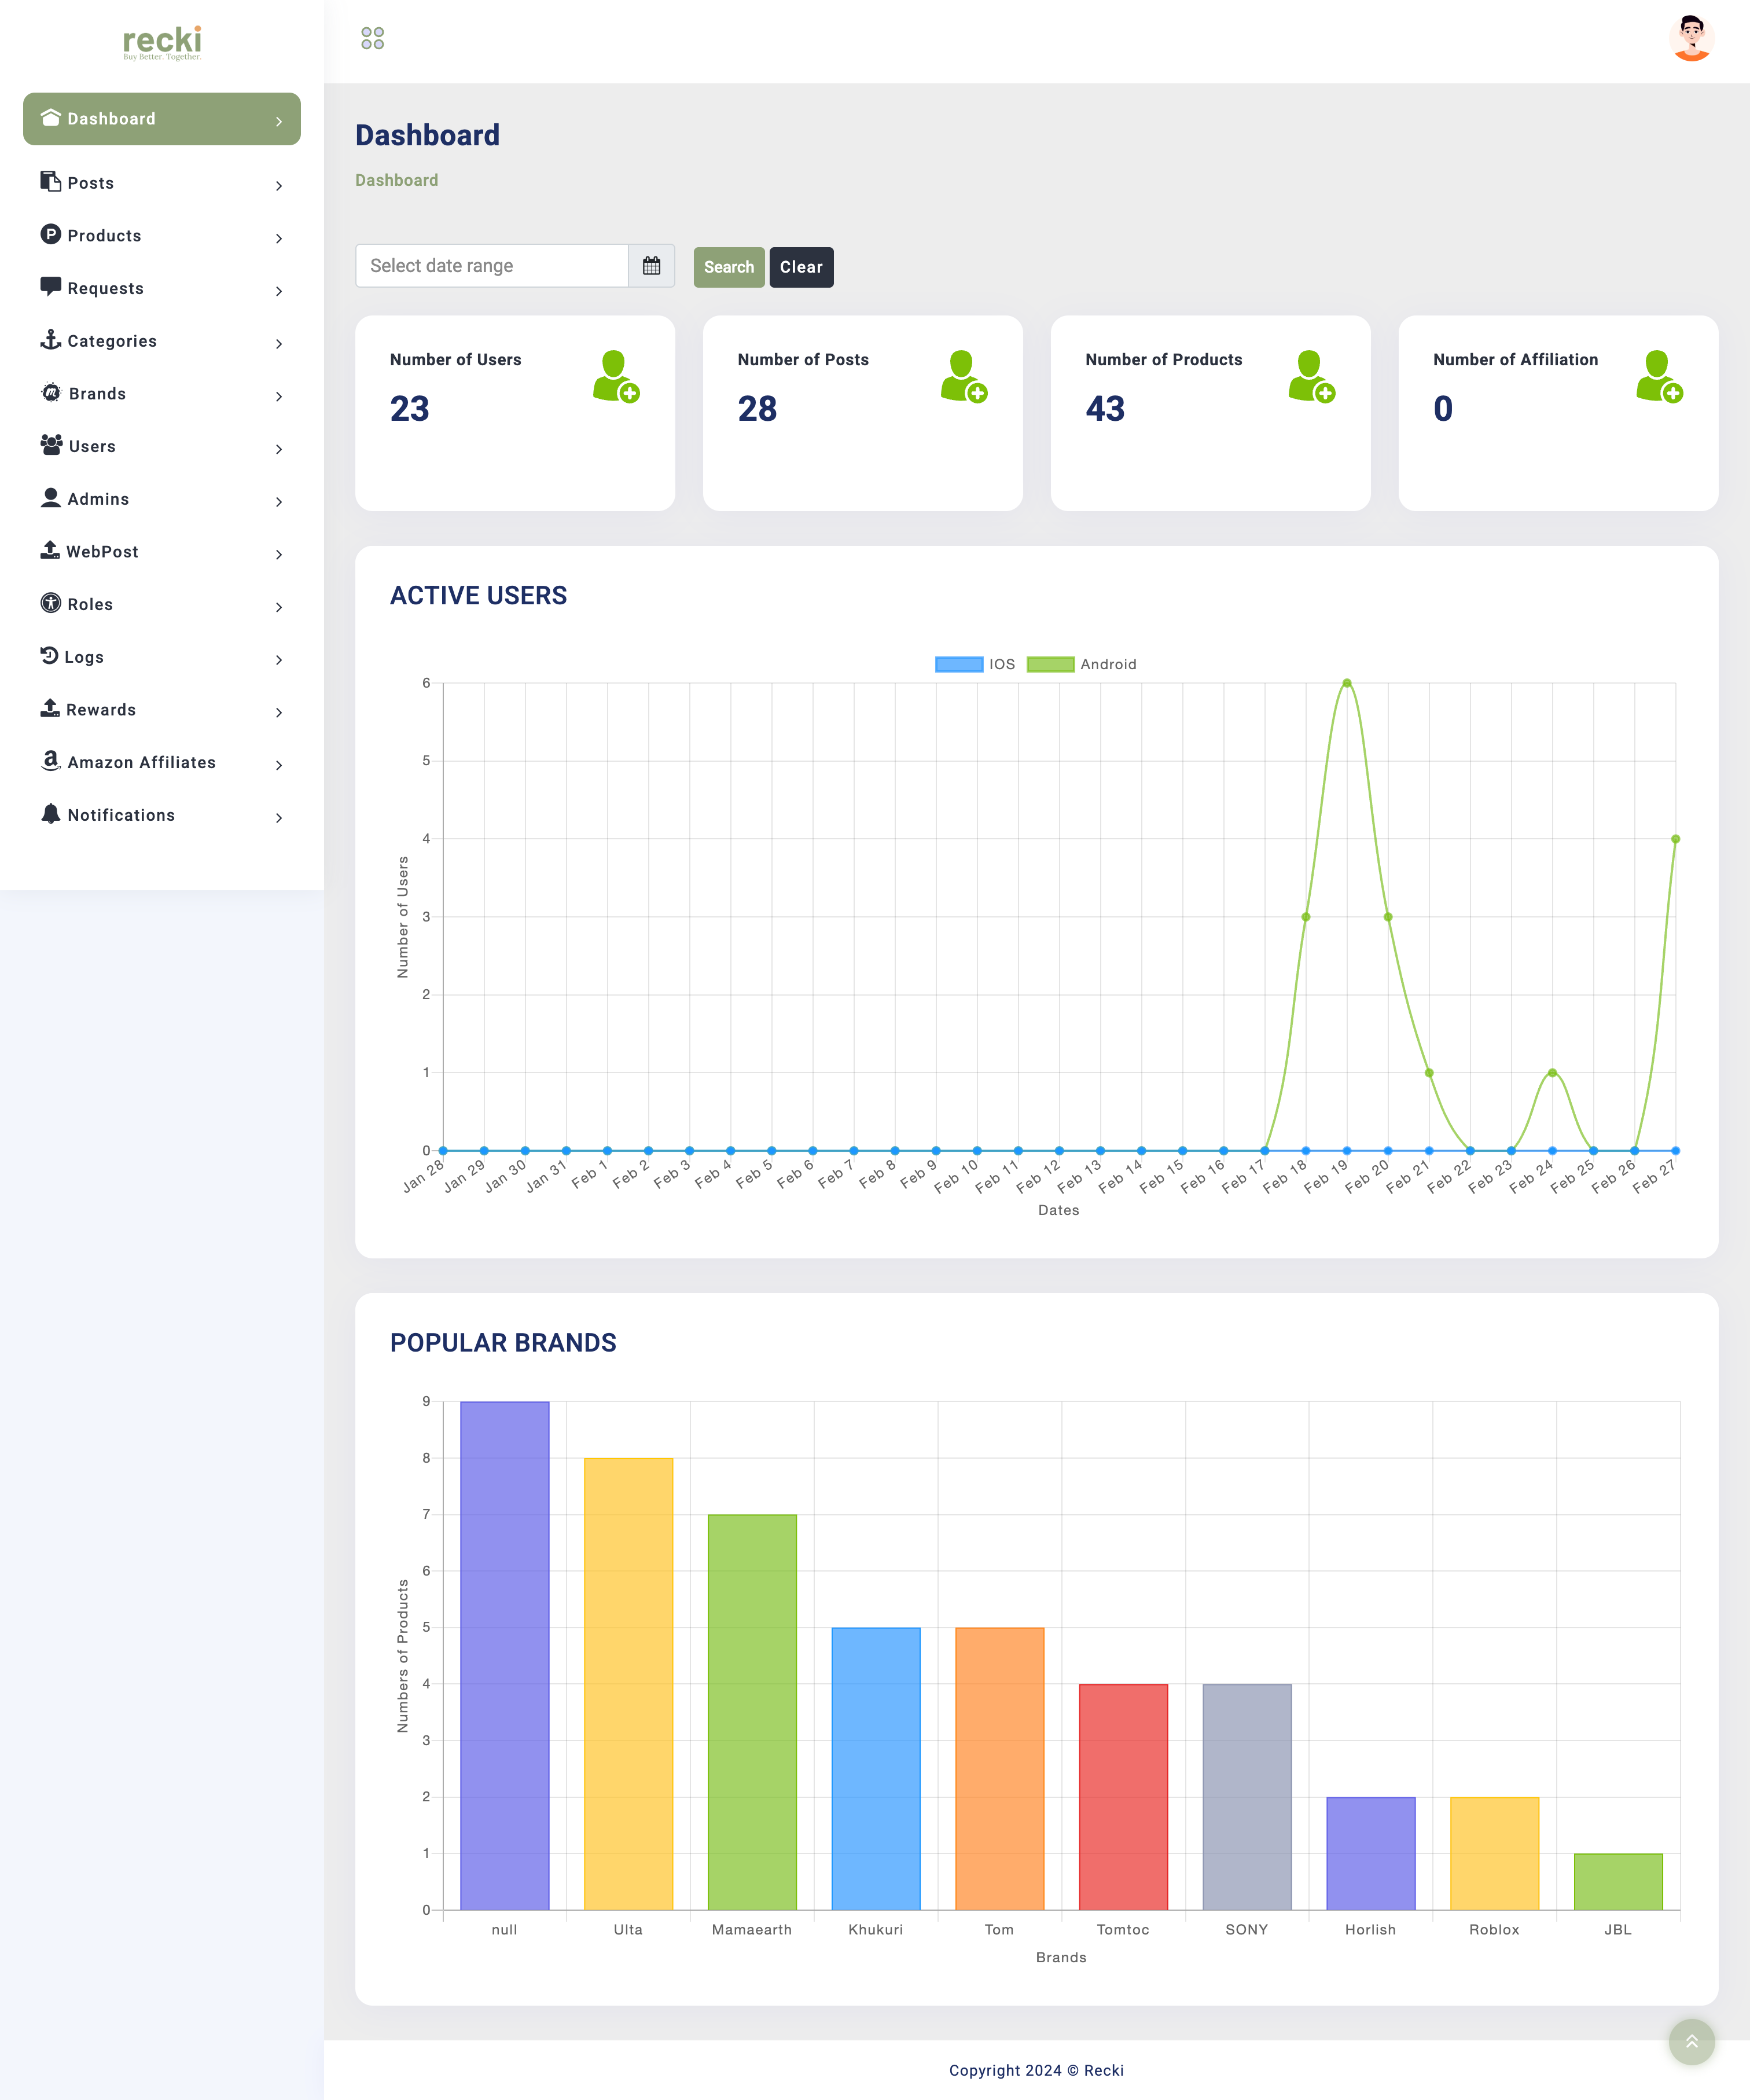 recki
Buy Better. Together.
Dashboard
Posts
Products
Requests
Categories
Brands
Users
Admins
WebPost
Roles
Logs
Rewards
Amazon Affiliates
Notifications
Dashboard
Dashboard
Select date range
Search
Clear
Number of Users
23
Number of Posts
28
Number of Products
43
Number of Affiliation
0
ACTIVE USERS
IOS
Android
6
5
4
3
2
1
0
Number of Users
Jan 28
Jan 29
Jan 30
Jan 31
Feb 1
Feb 2
Feb 3
Feb 4
Feb 5
Feb 6
Feb 7
Feb 8
Feb 9
Feb 10
Feb 11
Feb 12
Feb 13
Feb 14
Feb 15
Feb 16
Feb 17
Feb 18
Feb 19
Feb 20
Feb 21
Feb 22
Feb 23
Feb 24
Feb 25
Feb 26
Feb 27
Dates
POPULAR BRANDS
9
8
7
6
5
4
3
2
1
0
Numbers of Products
null
Ulta
Mamaearth
Khukuri
Tom
Tomtoc
SONY
Horlish
Roblox
JBL
Brands
Copyright 2024 © Recki